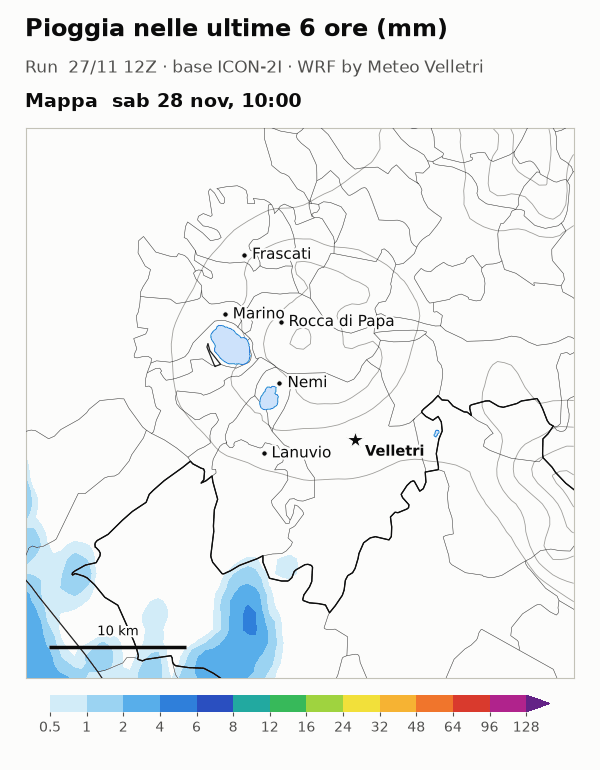 Pioggia nelle ultime 6 ore (mm)
Run 27/11 12Z · base ICON-2I · WRF by Meteo Velletri
Mappa sab 28 nov, 10:00
Frascati
Marino
Rocca di Papa
Nemi
Velletri
Lanuvio
10 km
0.5 1 2 4 6 8 12 16 24 32 48 64 96 128